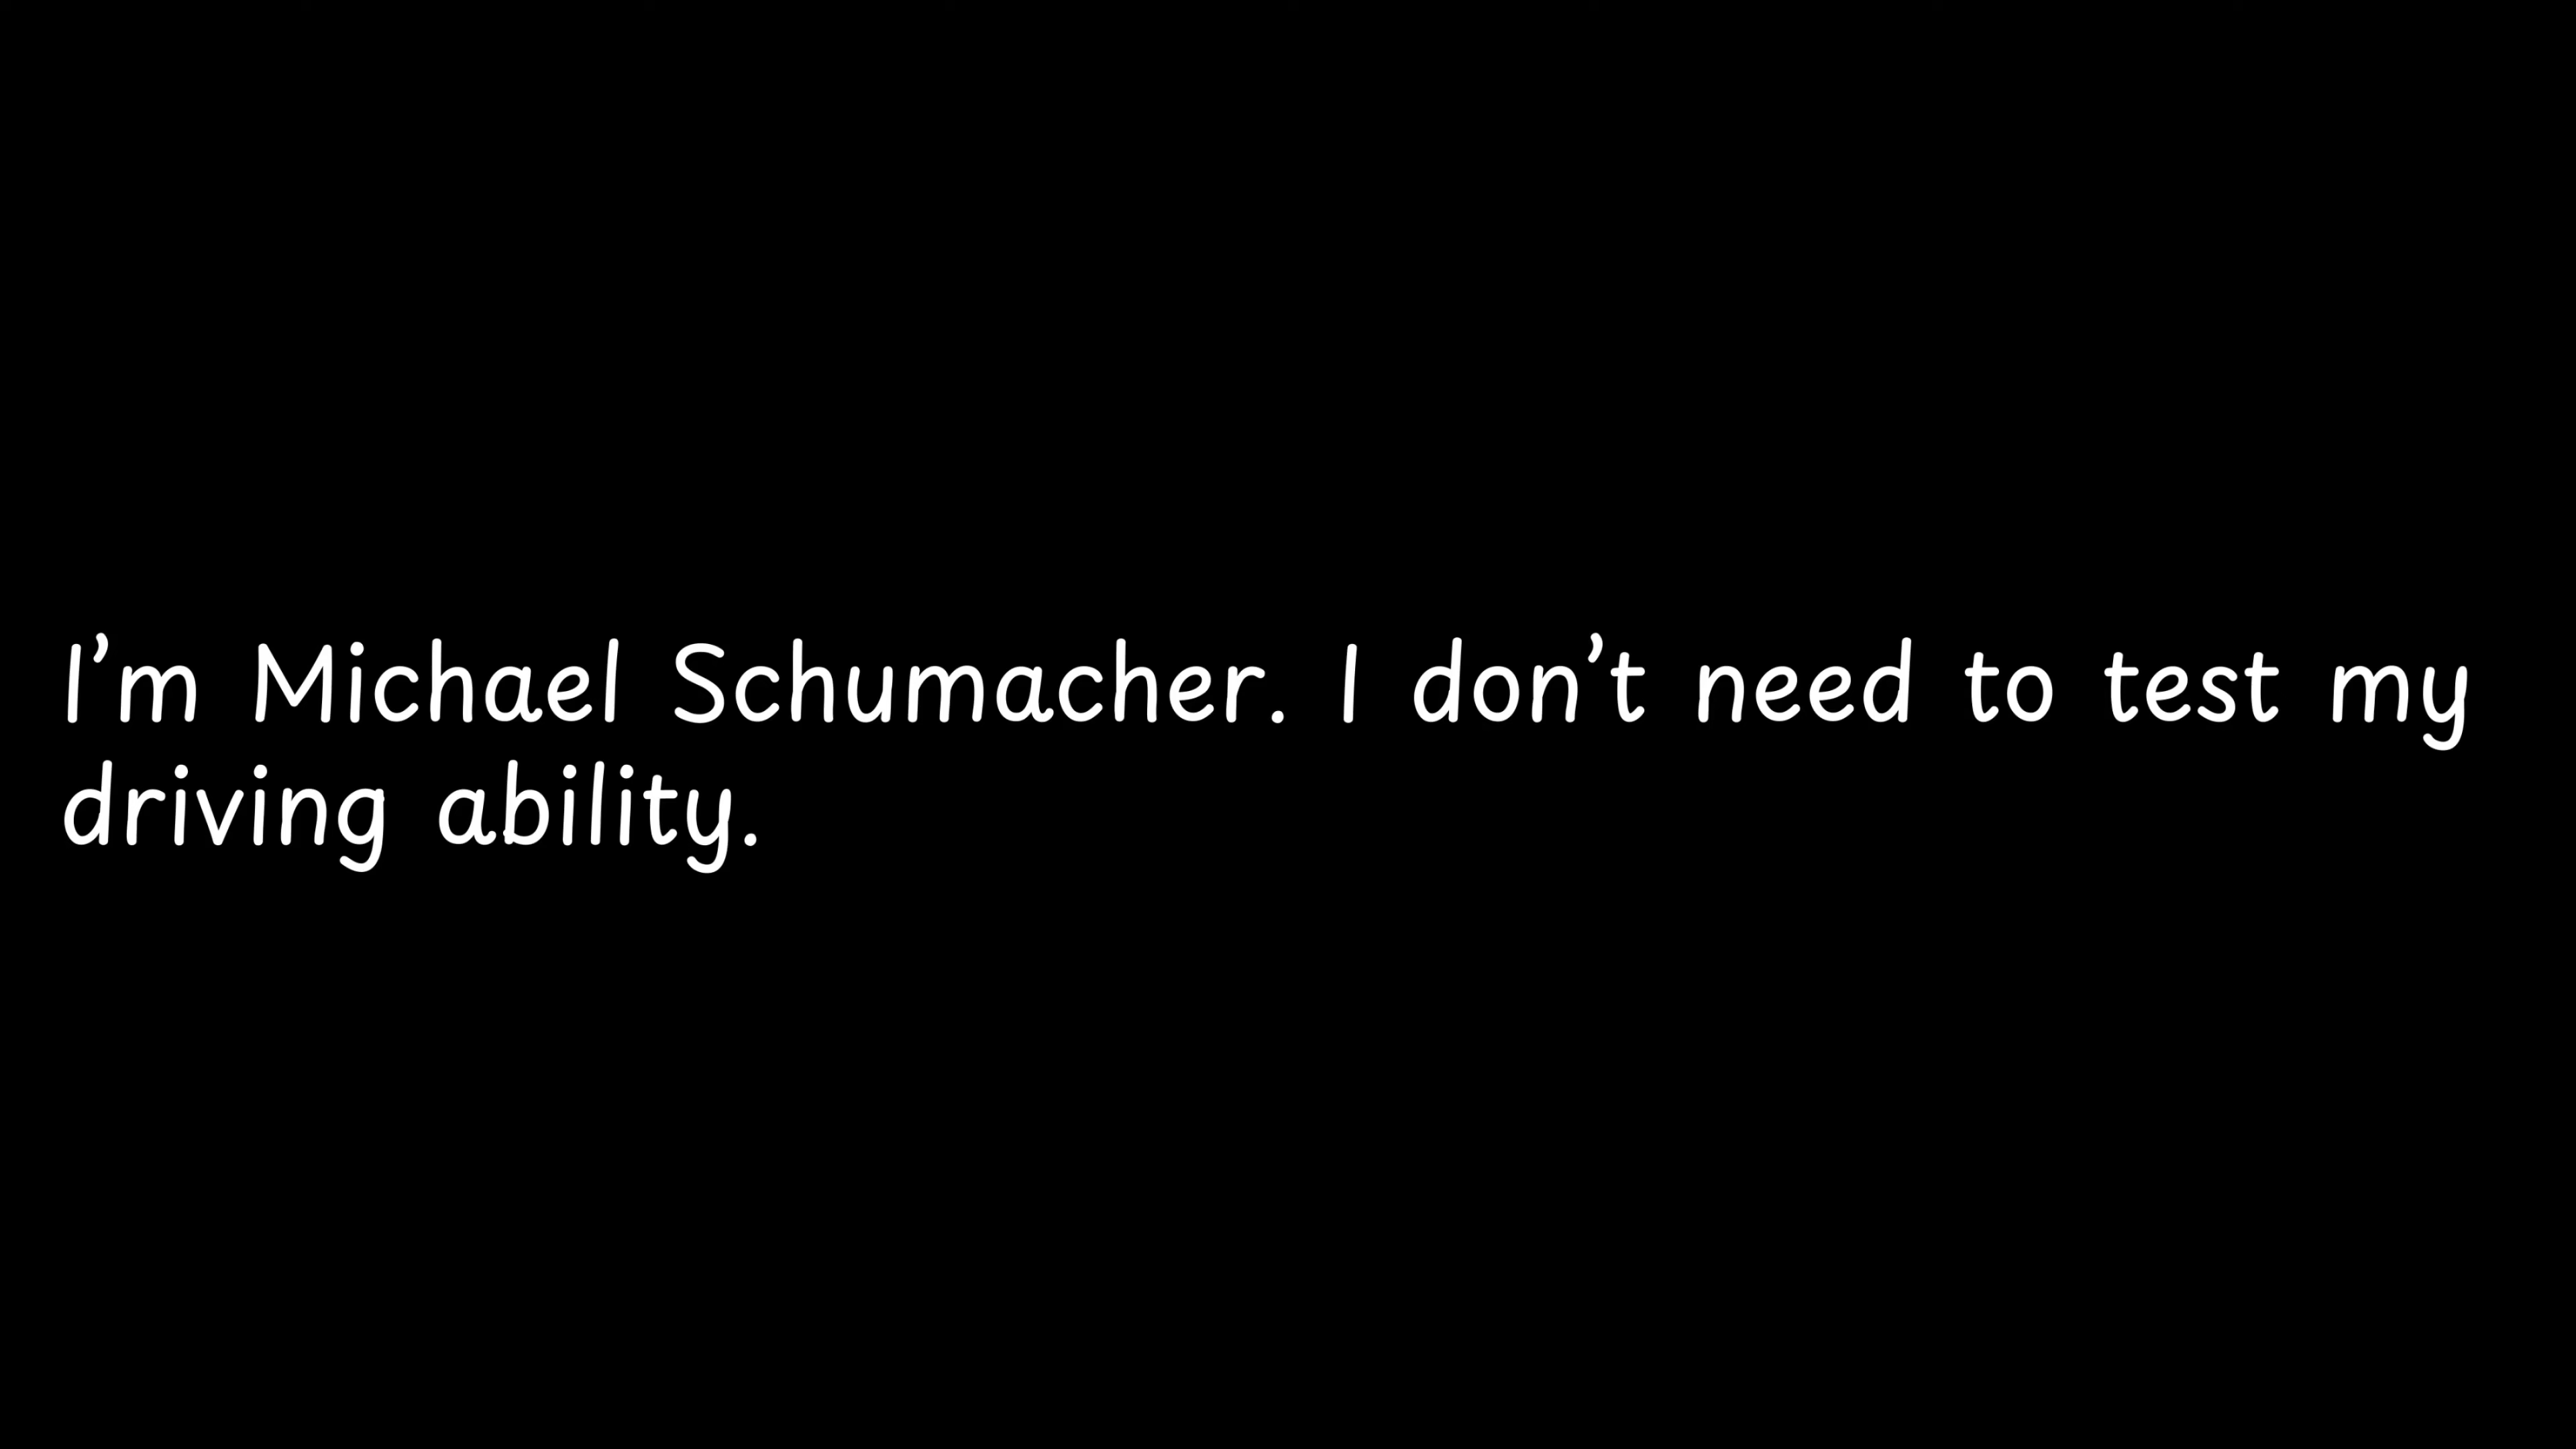 I’m Michael Schumacher. I don’t need to test my
driving ability.